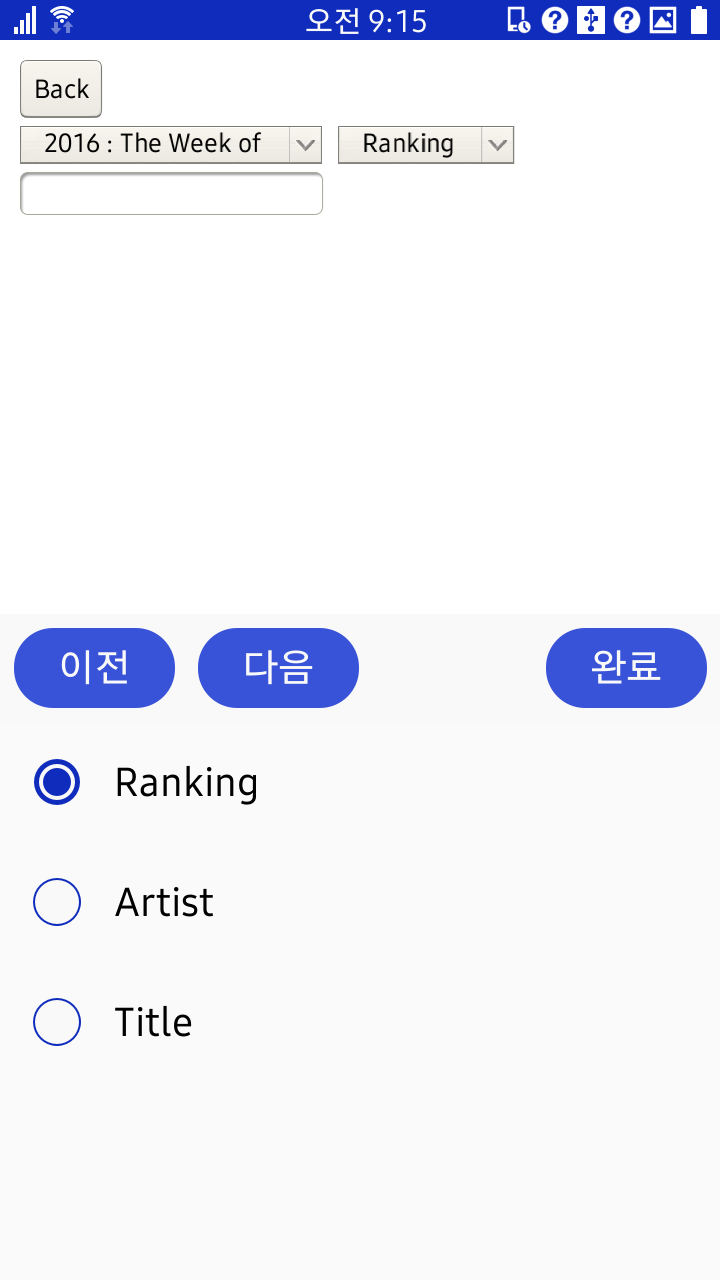 오전 9:15
Back
2016 : The Week of
Ranking
이전
다음
완료
Ranking
Artist
Title